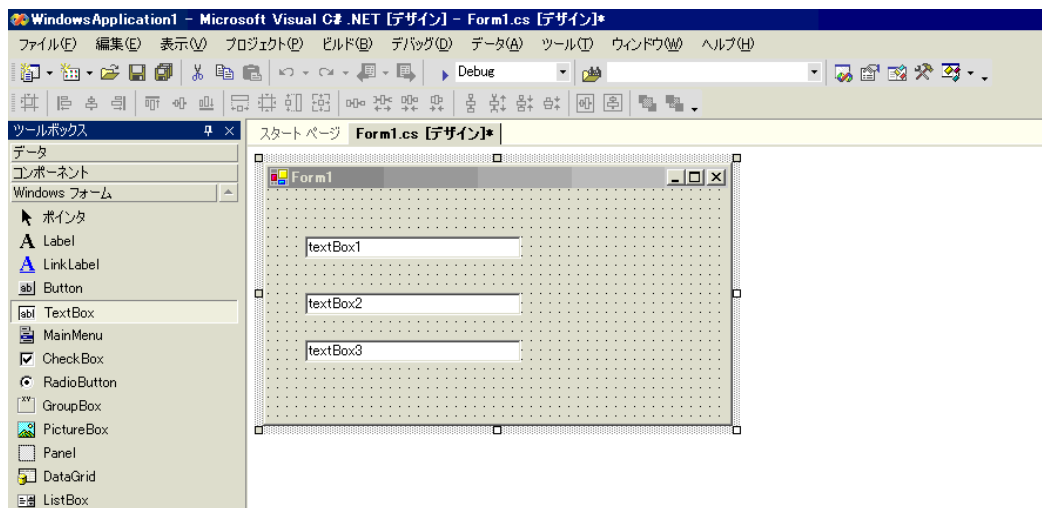 WindowsApplication1 - Microsoft Visual C# .NET [デザイン] - Form1.cs [デザイン]*
ファイル(F) 編集(E) 表示(V) プロジェクト(P) ビルド(B) デバッグ(D) データ(A) ツール(T) ウィンドウ(W) ヘルプ(H)
Debug
ツールボックス
スタート ページ Form1.cs [デザイン]*
データ
コンポーネント
Windows フォーム
ポインタ
A Label
A LinkLabel
ab Button
abl TextBox
MainMenu
CheckBox
RadioButton
XY GroupBox
PictureBox
Panel
DataGrid
ListBox
Form1
textBox1
textBox2
textBox3